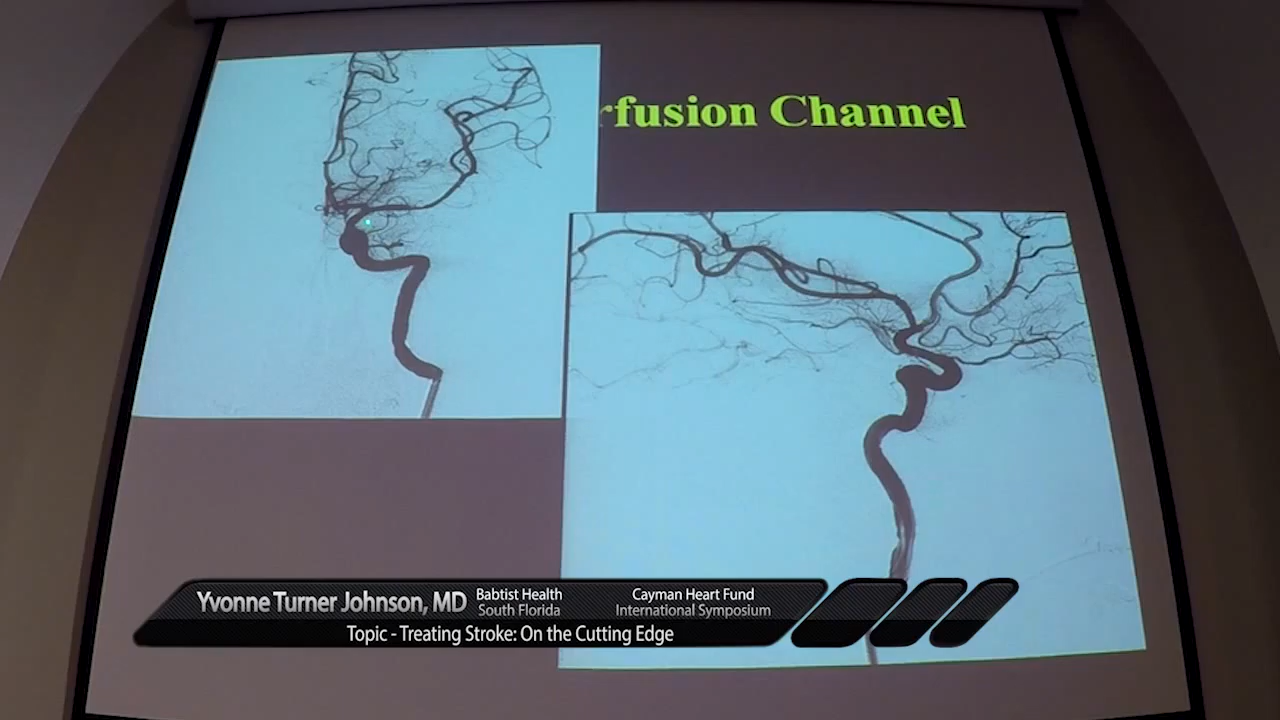 rfusion Channel
Yvonne Turner Johnson, MD
Babtist Health
South Florida
Cayman Heart Fund
International Symposium
Topic - Treating Stroke: On the Cutting Edge